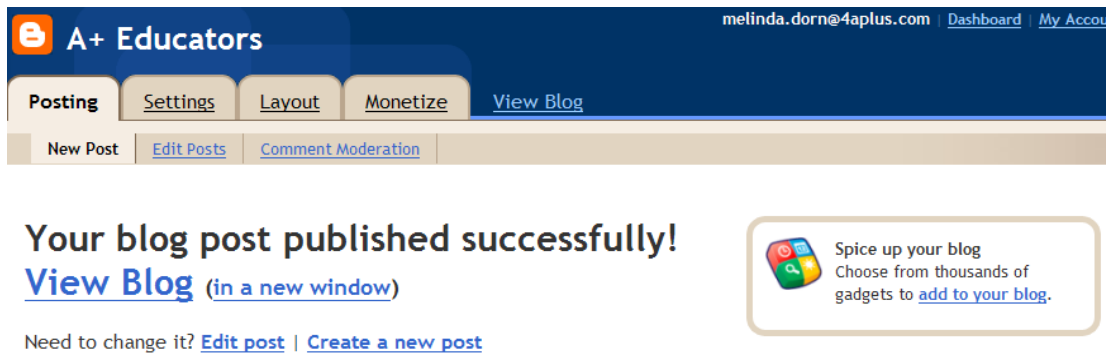 melinda.dorn@4aplus.com | Dashboard | My Accou
A+ Educators
Posting Settings Layout Monetize View Blog
New Post Edit Posts Comment Moderation
Your blog post published successfully!
View Blog (in a new window)
Need to change it? Edit post | Create a new post
Spice up your blog
Choose from thousands of
gadgets to add to your blog.